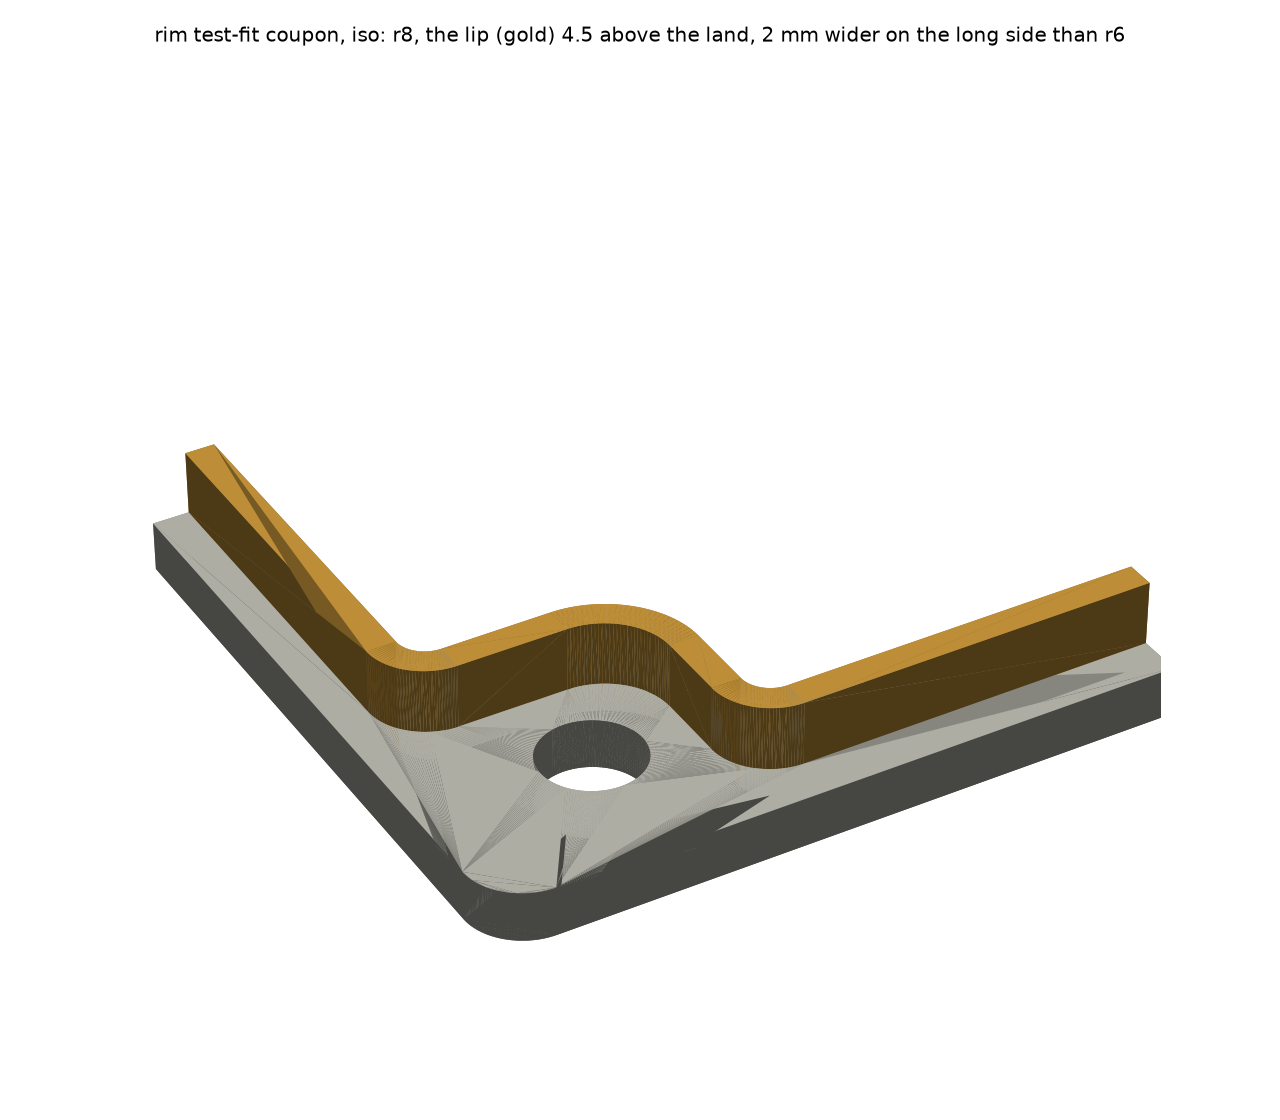 rim test-fit coupon, iso: r8, the lip (gold) 4.5 above the land, 2 mm wider on the long side than r6